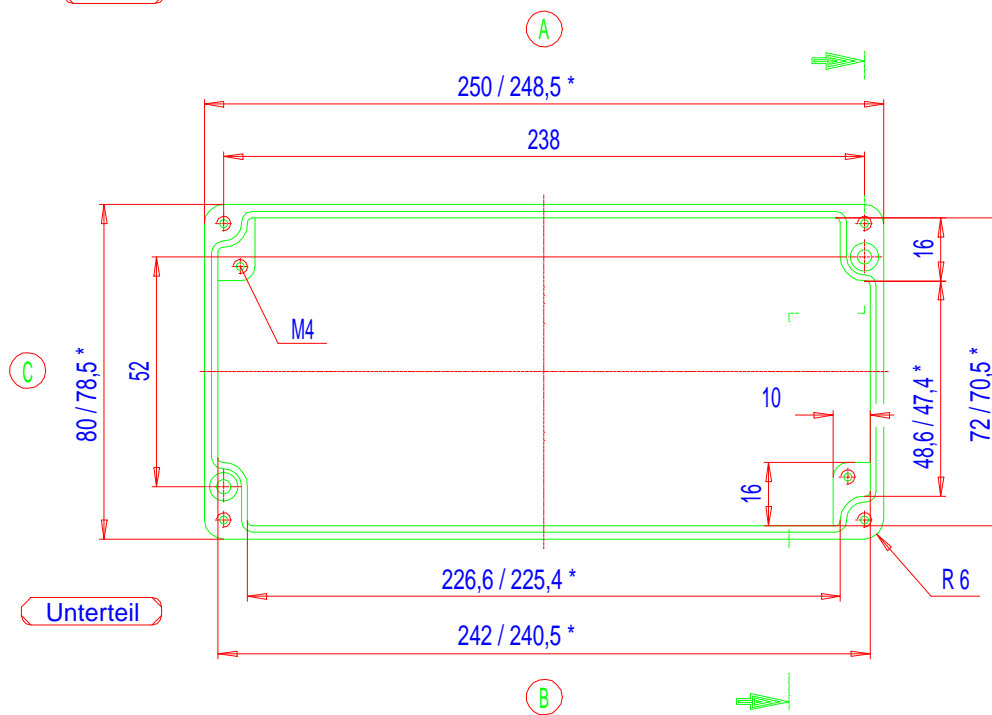 A
250 / 248,5 *
238
16
M4
C
80 / 78,5 *
52
10
48,6 / 47,4 *
72 / 70,5 *
16
226,6 / 225,4 *
R 6
Unterteil
242 / 240,5 *
B